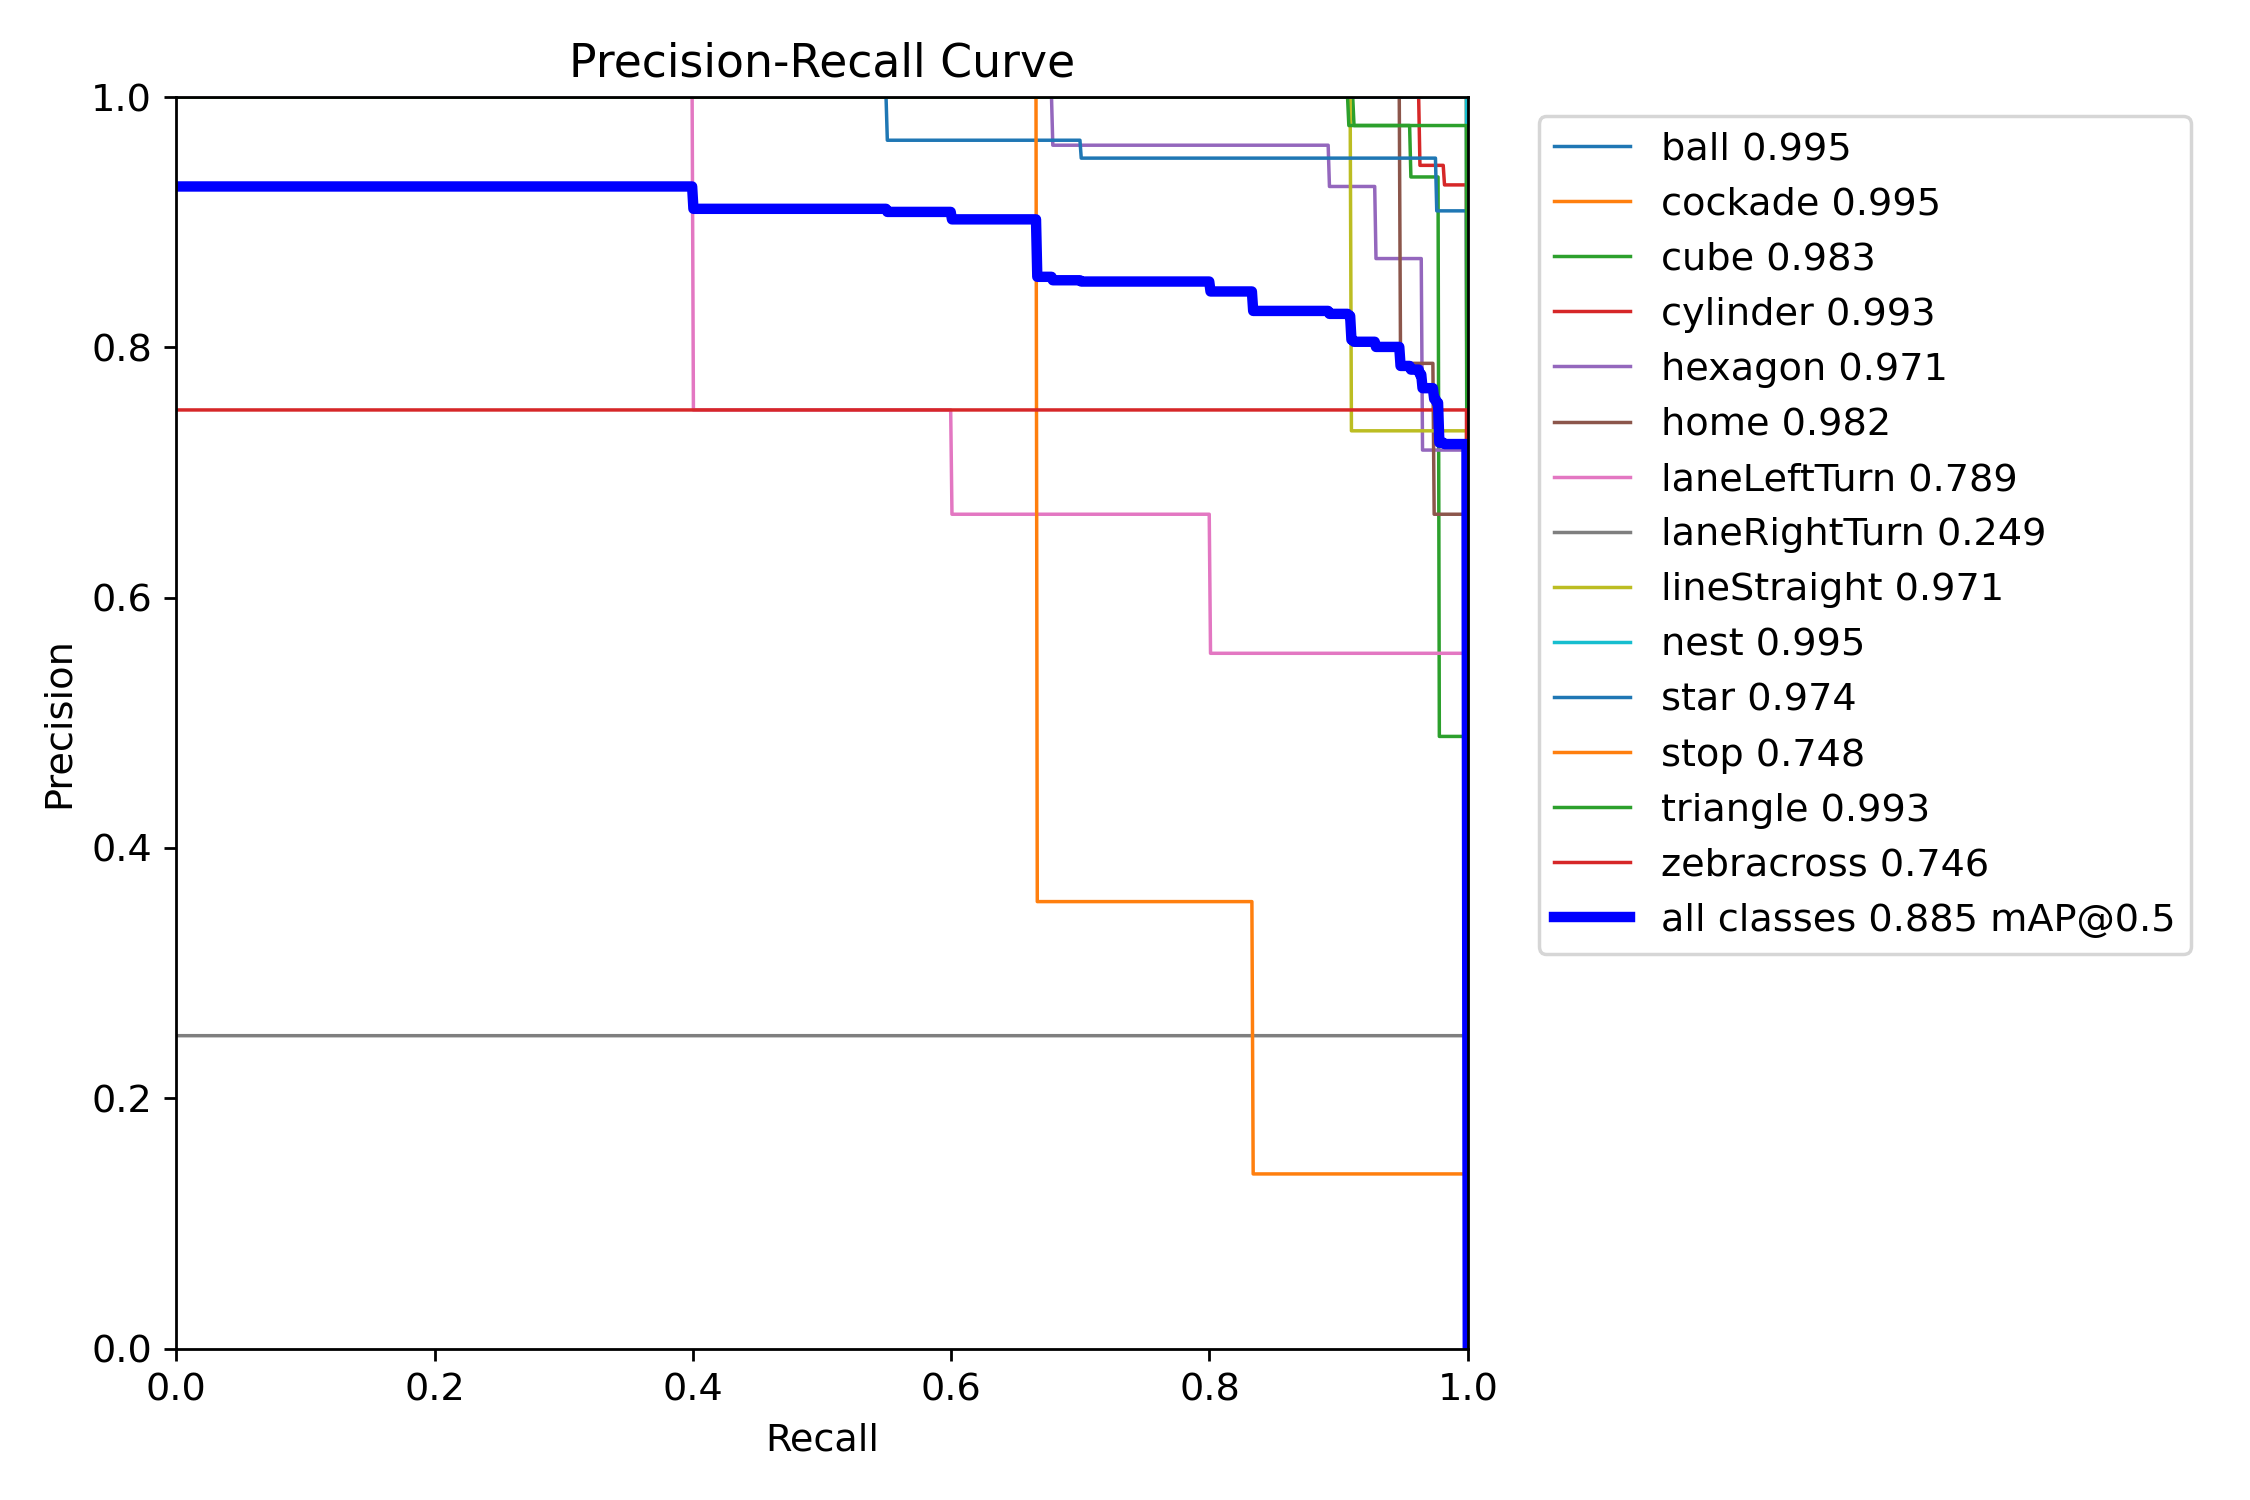 Precision-Recall Curve
1.0
0.8
0.6
0.4
0.2
0.0
Precision
0.0 0.2 0.4 0.6 0.8 1.0
Recall
ball 0.995
cockade 0.995
cube 0.983
cylinder 0.993
hexagon 0.971
home 0.982
laneLeftTurn 0.789
laneRightTurn 0.249
lineStraight 0.971
nest 0.995
star 0.974
stop 0.748
triangle 0.993
zebracross 0.746
all classes 0.885 mAP@0.5